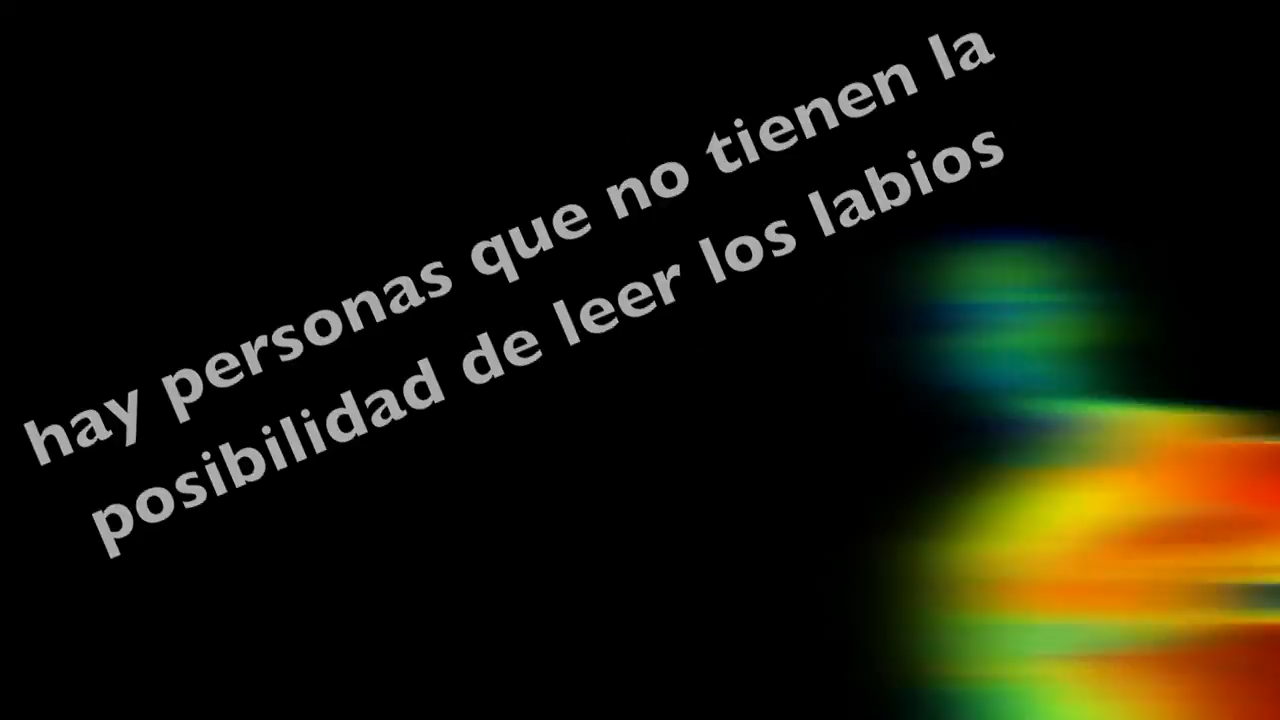 hay personas que no tienen la
posibilidad de leer los labios